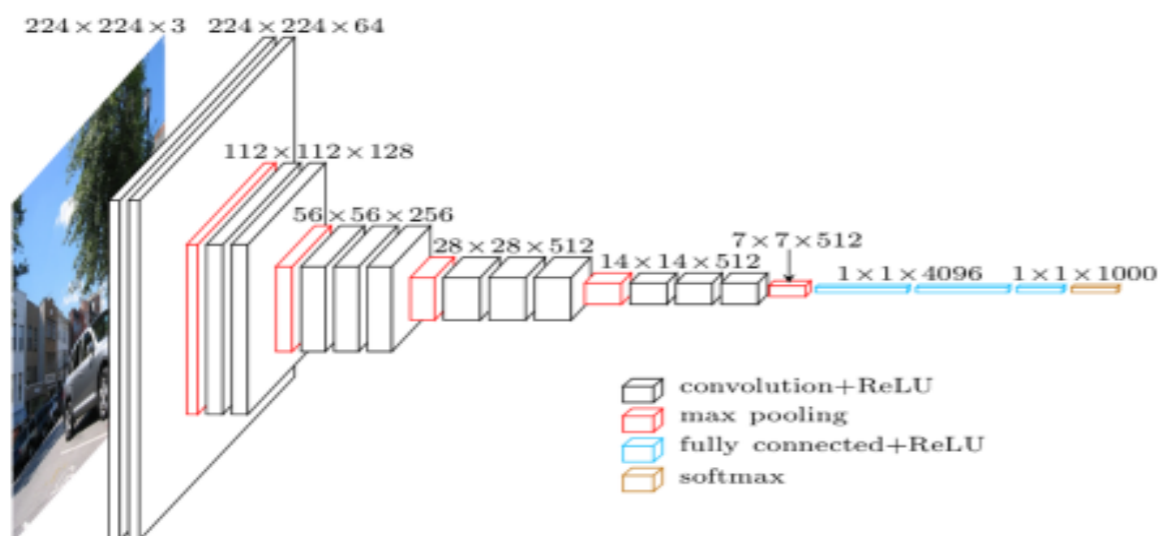 224×224×3
224×224×64
112×112×128
56×56×256
28×28×512
14×14×512
7×7×512
1×1×4096
1×1×1000
convolution+ReLU
max pooling
fully connected+ReLU
softmax